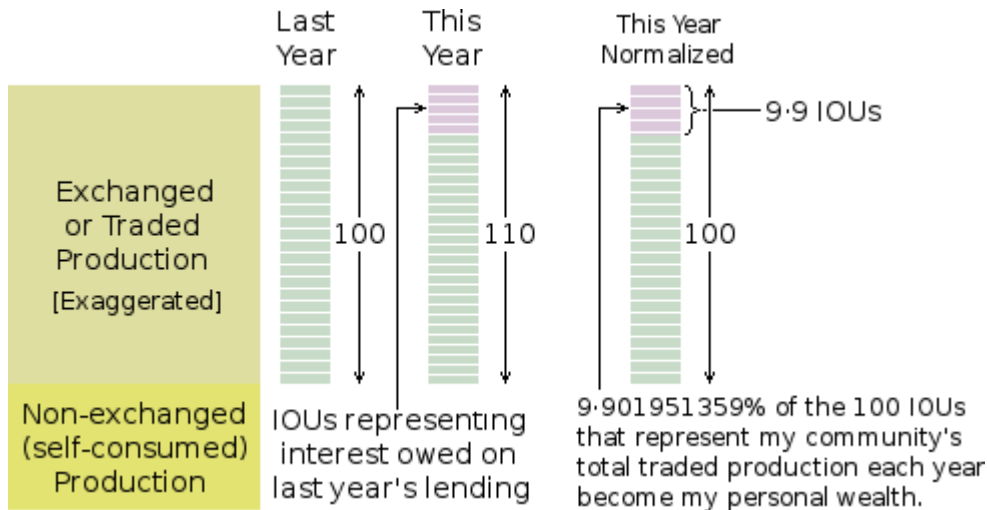 Last
Year
This
Year
This Year
Normalized
9·9 IOUs
Exchanged
or Traded
Production
[Exaggerated]
100
110
100
Non-exchanged
(self-consumed)
Production
IOUs representing
interest owed on
last year's lending
9·901951359% of the 100 IOUs
that represent my community's
total traded production each year
become my personal wealth.